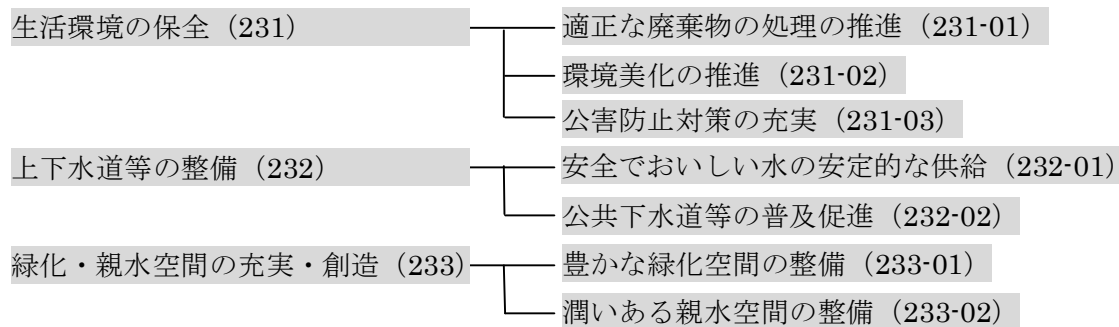 生活環境の保全（231） 適正な廃棄物の処理の推進（231-01）
環境美化の推進（231-02）
公害防止対策の充実（231-03）
上下水道等の整備（232） 安全でおいしい水の安定的な供給（232-01）
公共下水道等の普及促進（232-02）
緑化・親水空間の充実・創造（233） 豊かな緑化空間の整備（233-01）
潤いある親水空間の整備（233-02）